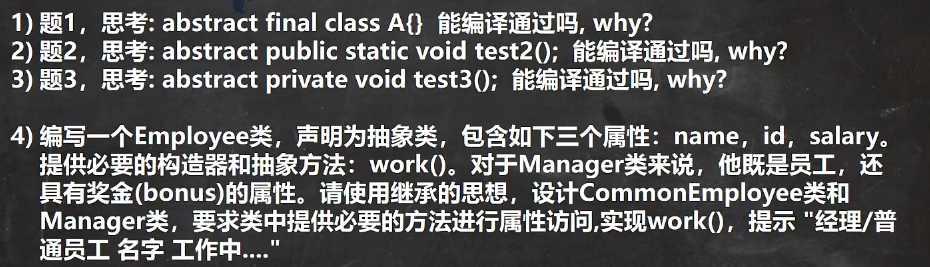 1) 题1，思考: abstract final class A{}  能编译通过吗, why?
2) 题2，思考: abstract public static void test2();  能编译通过吗, why?
3) 题3，思考: abstract private void test3();  能编译通过吗, why?
4) 编写一个Employee类，声明为抽象类，包含如下三个属性：name，id，salary。
提供必要的构造器和抽象方法：work()。对于Manager类来说，他既是员工，还
具有奖金(bonus)的属性。请使用继承的思想，设计CommonEmployee类和
Manager类，要求类中提供必要的方法进行属性访问,实现work()，提示 "经理/普
通员工 名字 工作中...."